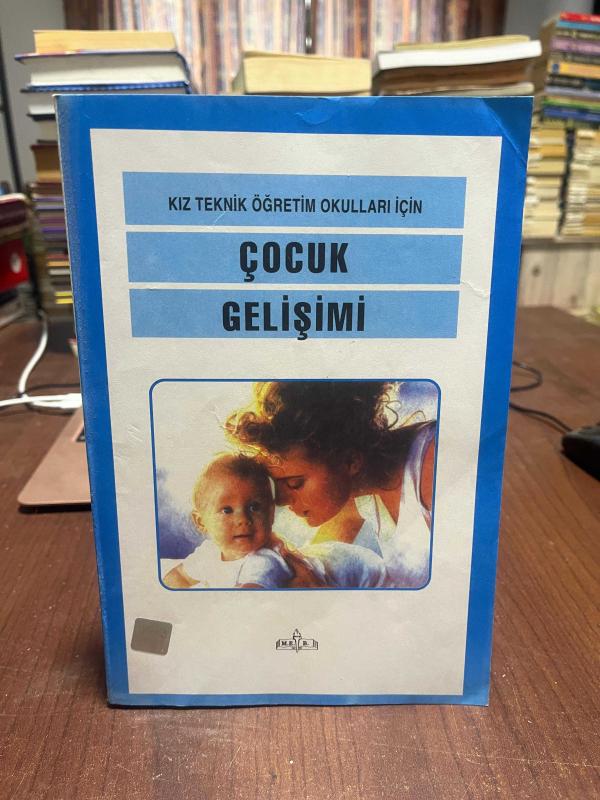 KIZ TEKNİK ÖĞRETİM OKULLARI İÇİN
ÇOCUK
GELİŞİMİ
M.E. B.